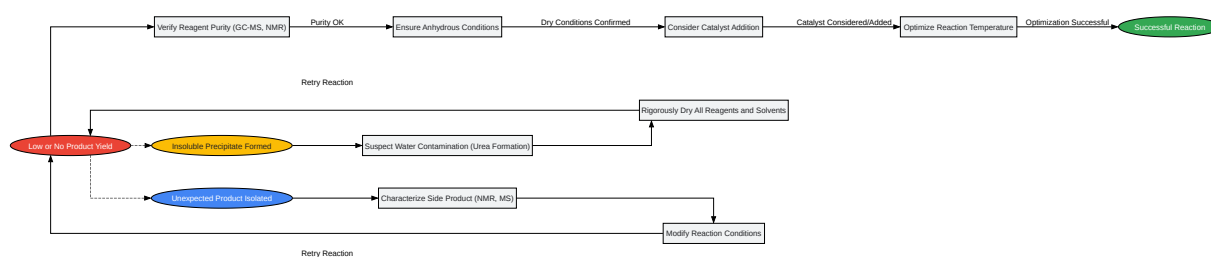 Verify Reagent Purity (GC-MS, NMR)
Purity OK
Ensure Anhydrous Conditions
Dry Conditions Confirmed
Consider Catalyst Addition
Catalyst Considered/Added
Optimize Reaction Temperature
Optimization Successful
Successful Reaction
Retry Reaction
Rigorously Dry All Reagents and Solvents
Low or No Product Yield
Insoluble Precipitate Formed
Suspect Water Contamination (Urea Formation)
Unexpected Product Isolated
Characterize Side Product (NMR, MS)
Modify Reaction Conditions
Retry Reaction